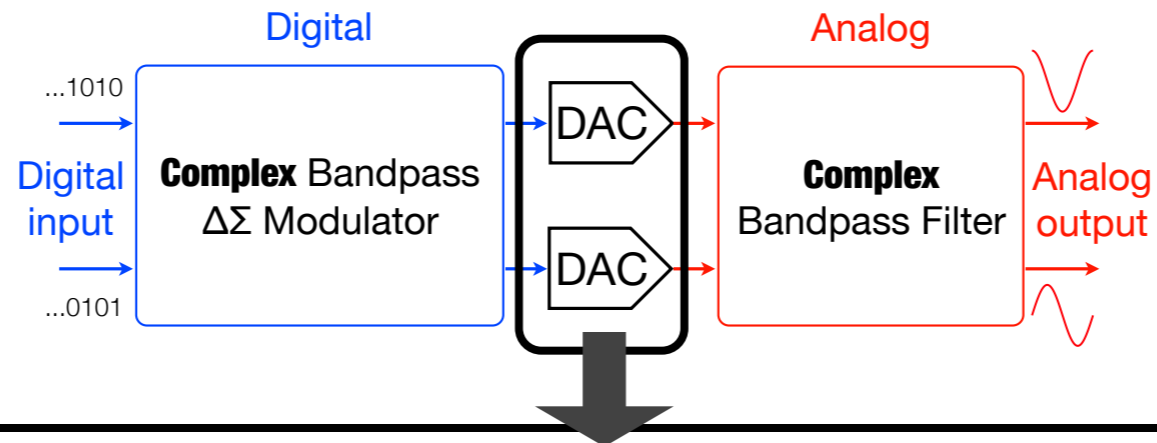 Digital
Analog
...1010
DAC
Digital
input
Complex Bandpass
ΔΣ Modulator
Complex
Bandpass Filter
Analog
output
DAC
...0101